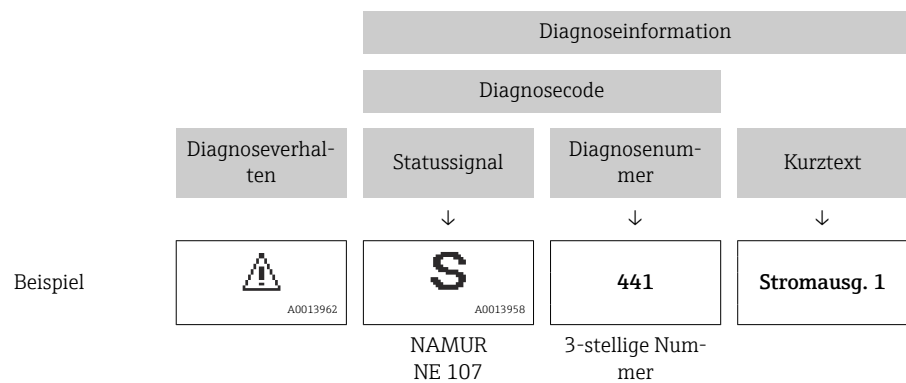 Diagnoseinformation
Diagnosecode
Diagnoseverhal-
ten
Statussignal
Diagnosenum-
mer
Kurztext
↓
↓
↓
Beispiel
A0013962
S
A0013958
441
Stromausg. 1
NAMUR
NE 107
3-stellige Num-
mer